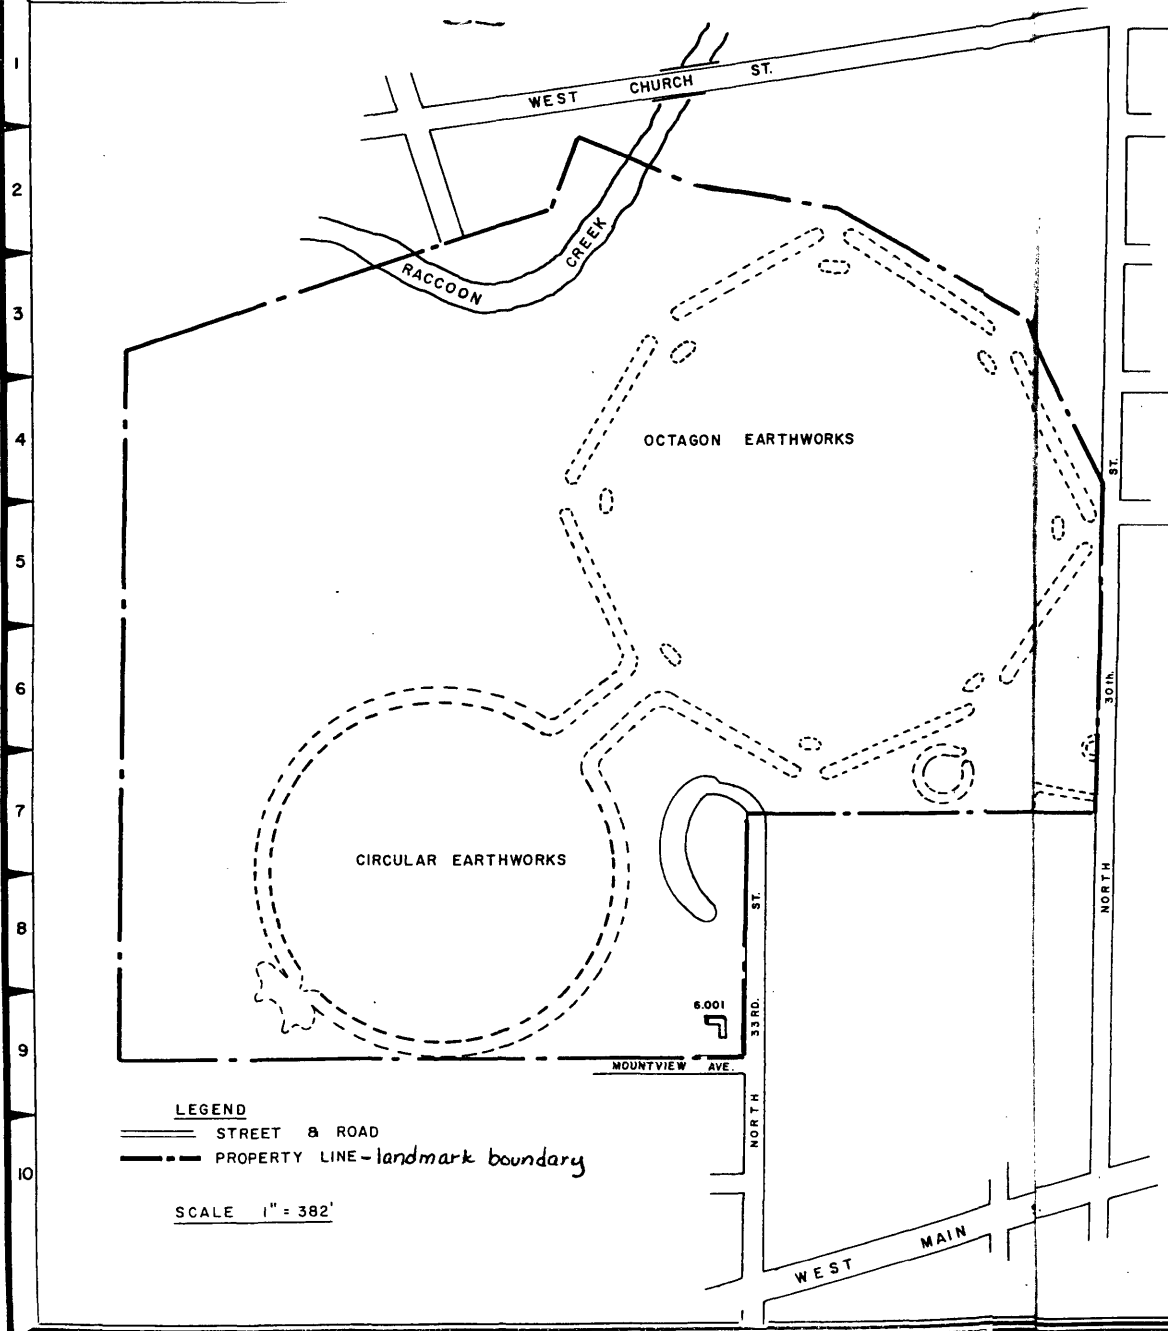 1
WEST CHURCH ST.
2
CREEK
RACCOON
3
4
OCTAGON EARTHWORKS
ST.
5
6
30th.
7
CIRCULAR EARTHWORKS
NORTH
ST.
8
6.001
33RD.
9
MOUNTVIEW AVE.
NORTH
LEGEND
STREET & ROAD
PROPERTY LINE - landmark boundary
10
SCALE 1" = 382'
WEST MAIN